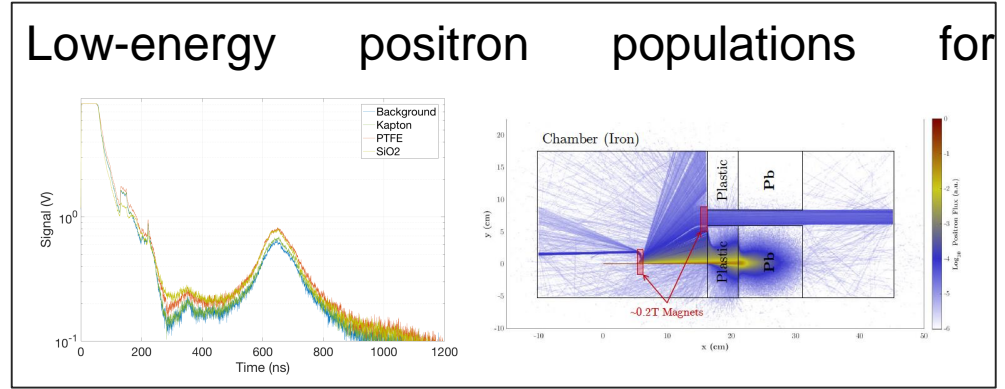 Low-energy positron populations for
Background
Kapton
PTFE
SiO2
Signal (V)
10^0
10^-1
0 200 400 600 800 1000 1200
Time (ns)
Chamber (Iron)
Plastic
Pb
Plastic
Pb
~0.2T Magnets
y (cm)
20
15
10
5
0
-5
-10
-10 0 10 20 30 40 50
x (cm)
0
-1
-2
-3
-4
-5
-6
Log10 Positron Flux (a.u.)